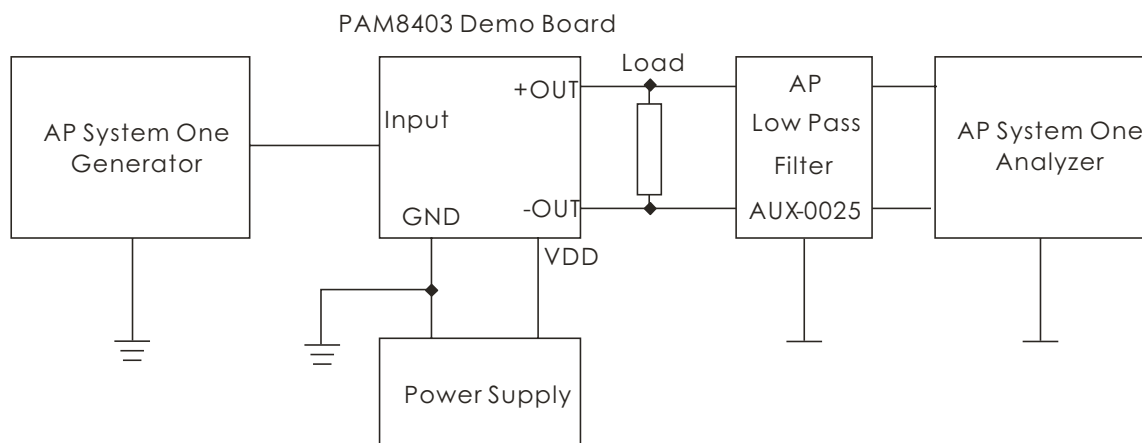 PAM8403 Demo Board
AP System One
Generator
Input
GND
+OUT
-OUT
VDD
Load
AP
Low Pass
Filter
AUX-0025
AP System One
Analyzer
Power Supply